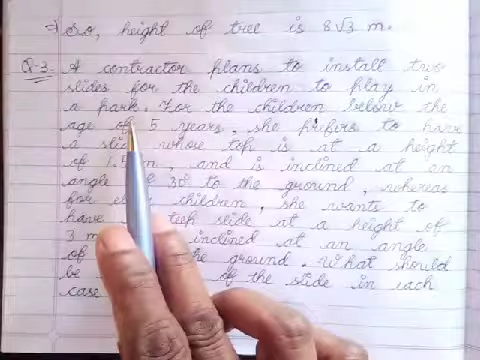 ⇒ So, height of tree is 8√3 m.
Q-3. A contractor plans to install two
slides for the children to play in
a park. For the children below the
age of 5 years, she prefers to have
a slide whose top is at a height
of 1.5 m, and is inclined at an
angle 30 to the ground, whereas
for children, she wants to
have steep slide at a height of
3 m inclined at an angle
of the ground. What should
be of the slide in each
case